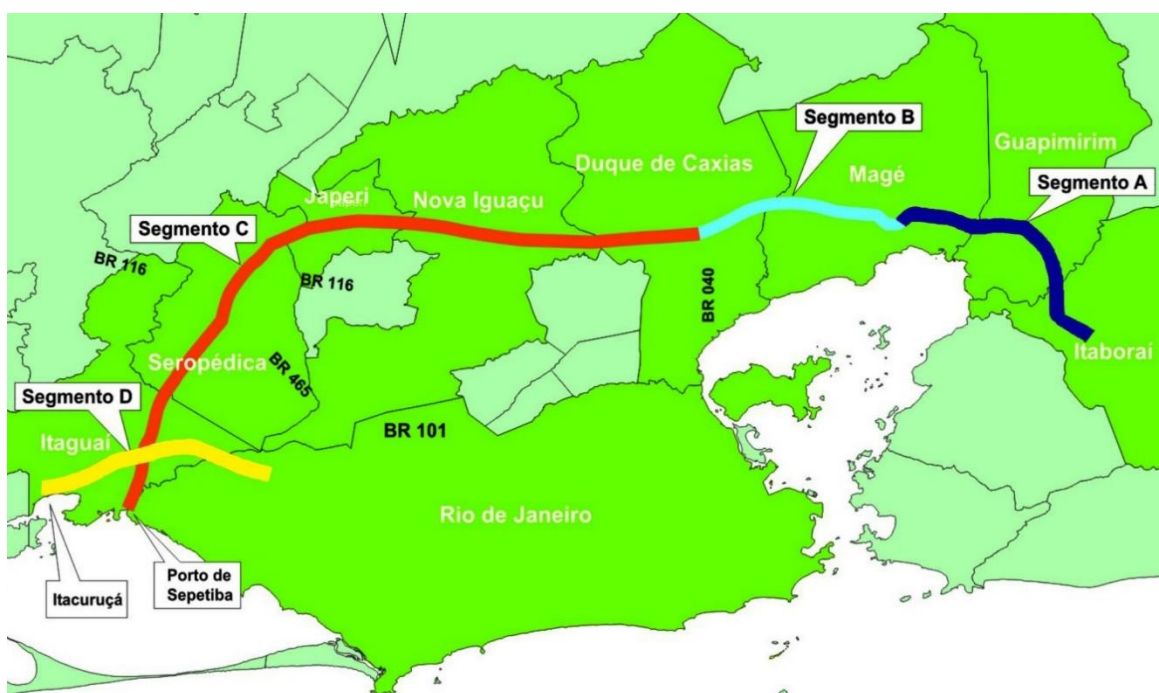 Segmento B
Guapimirim
Duque de Caxias
Magé
Segmento A
Japeri
Nova Iguaçu
Segmento C
BR 116
BR 116
BR 040
Seropédica
BR 465
Itaboraí
Segmento D
Itaguaí
BR 101
Rio de Janeiro
Itacuruçá
Porto de
Sepetiba